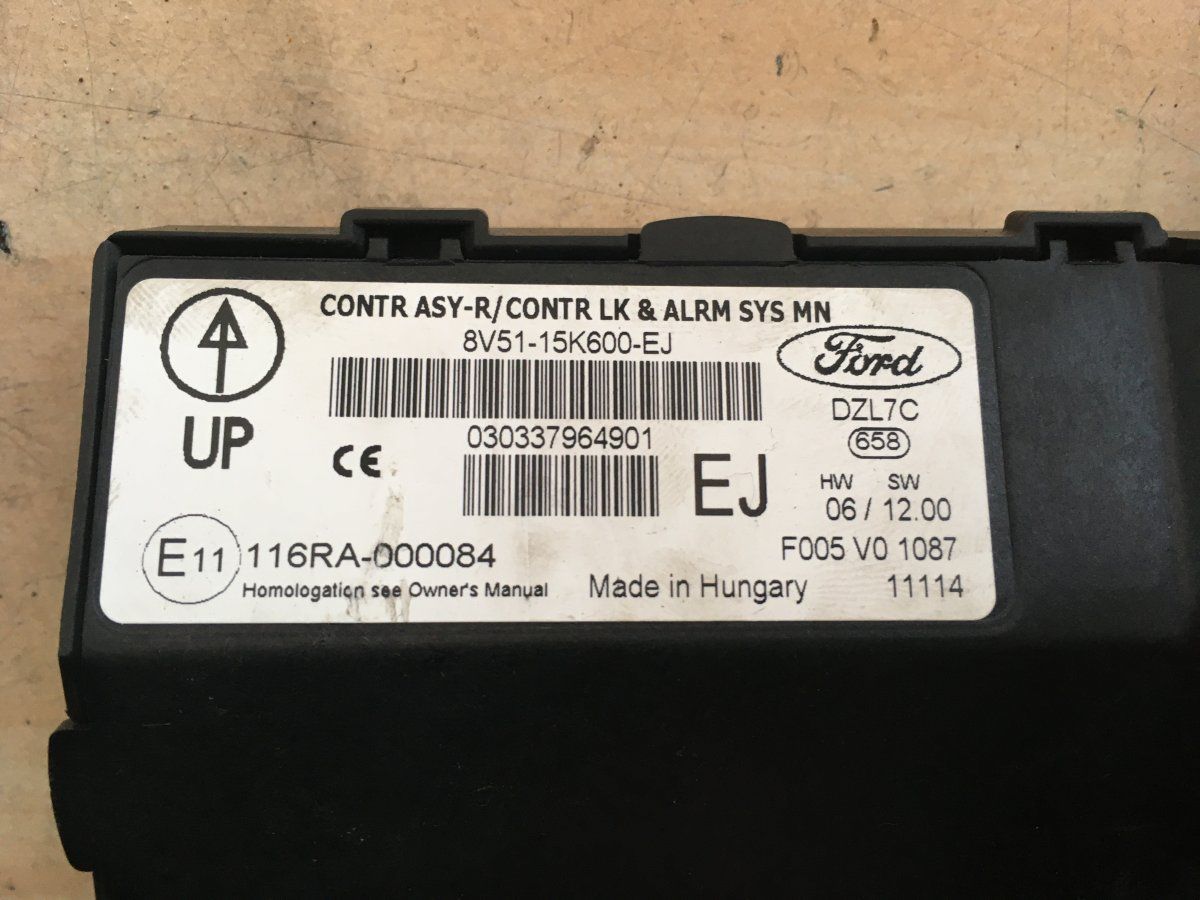 CONTR ASY-R/CONTR LK & ALRM SYS MN
8V51-15K600-EJ
Ford
DZL7C
658
UP
CE
030337964901
EJ
HW SW
06 / 12.00
E11 116RA-000084
F005 V0 1087
Homologation see Owner's Manual
Made in Hungary
11114